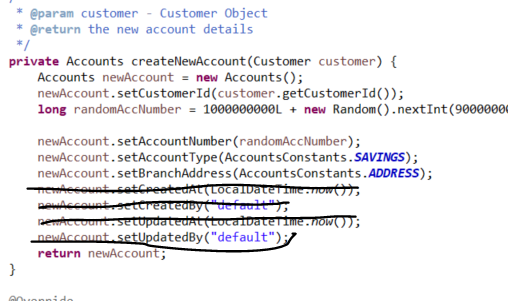 * @param customer - Customer Object
* @return the new account details
*/
private Accounts createNewAccount(Customer customer) {
Accounts newAccount = new Accounts();
newAccount.setCustomerId(customer.getCustomerId());
long randomAccNumber = 1000000000L + new Random().nextInt(90000000
newAccount.setAccountNumber(randomAccNumber);
newAccount.setAccountType(AccountsConstants.SAVINGS);
newAccount.setBranchAddress(AccountsConstants.ADDRESS);
newAccount.setCreatedAt(LocalDateTime.now());
newAccount.setCreatedBy("default");
newAccount.setUpdatedAt(LocalDateTime.now());
newAccount.setUpdatedBy("default");
return newAccount;
}
@Override